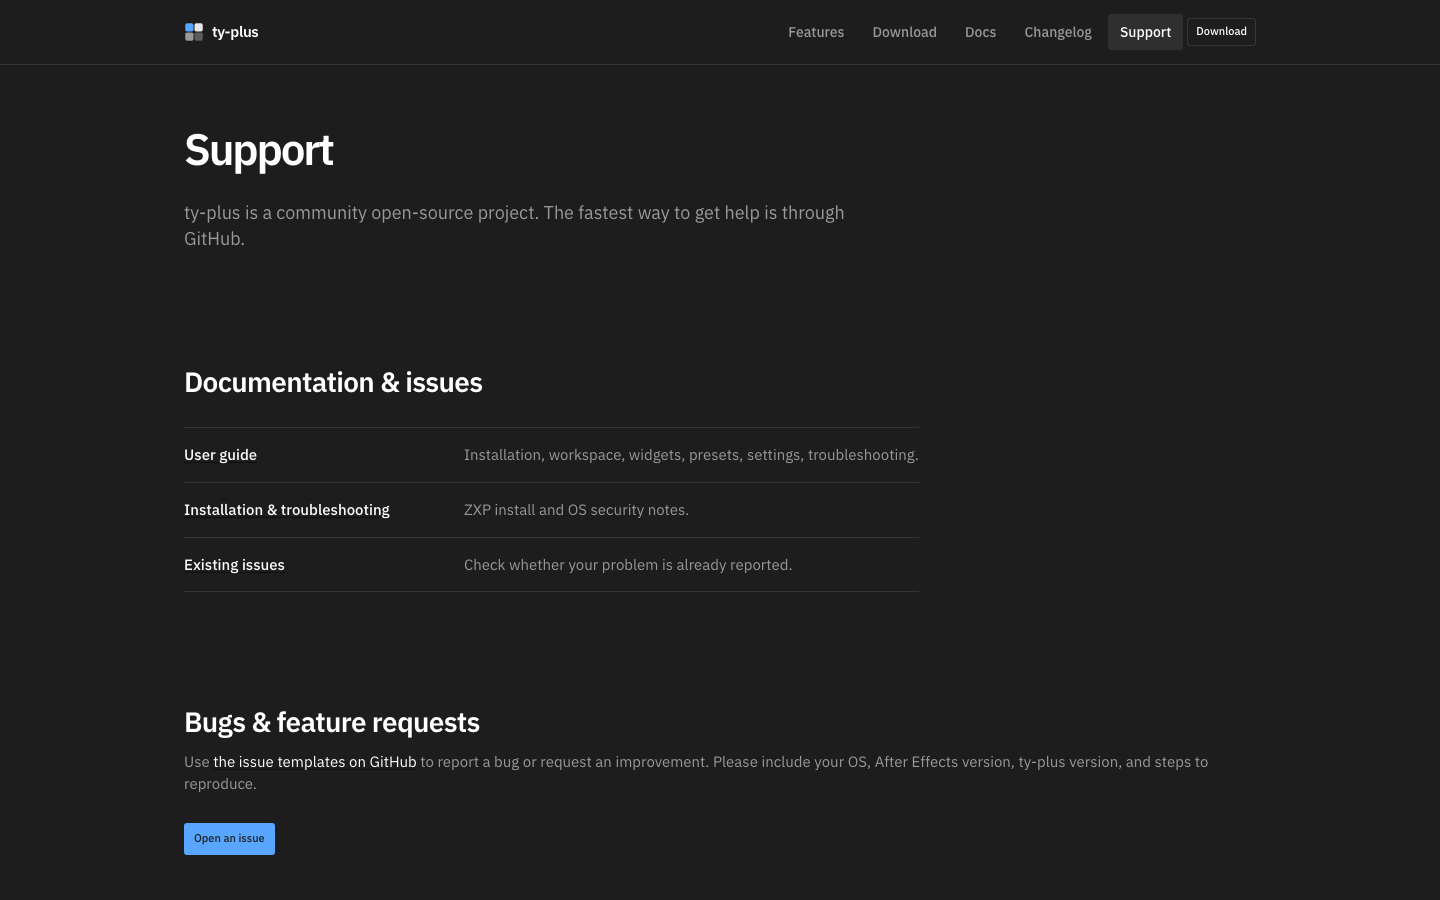 ty-plus
Features
Download
Docs
Changelog
Support
Download
Support
ty-plus is a community open-source project. The fastest way to get help is through
GitHub.
Documentation & issues
User guide
Installation, workspace, widgets, presets, settings, troubleshooting.
Installation & troubleshooting
ZXP install and OS security notes.
Existing issues
Check whether your problem is already reported.
Bugs & feature requests
Use the issue templates on GitHub to report a bug or request an improvement. Please include your OS, After Effects version, ty-plus version, and steps to
reproduce.
Open an issue